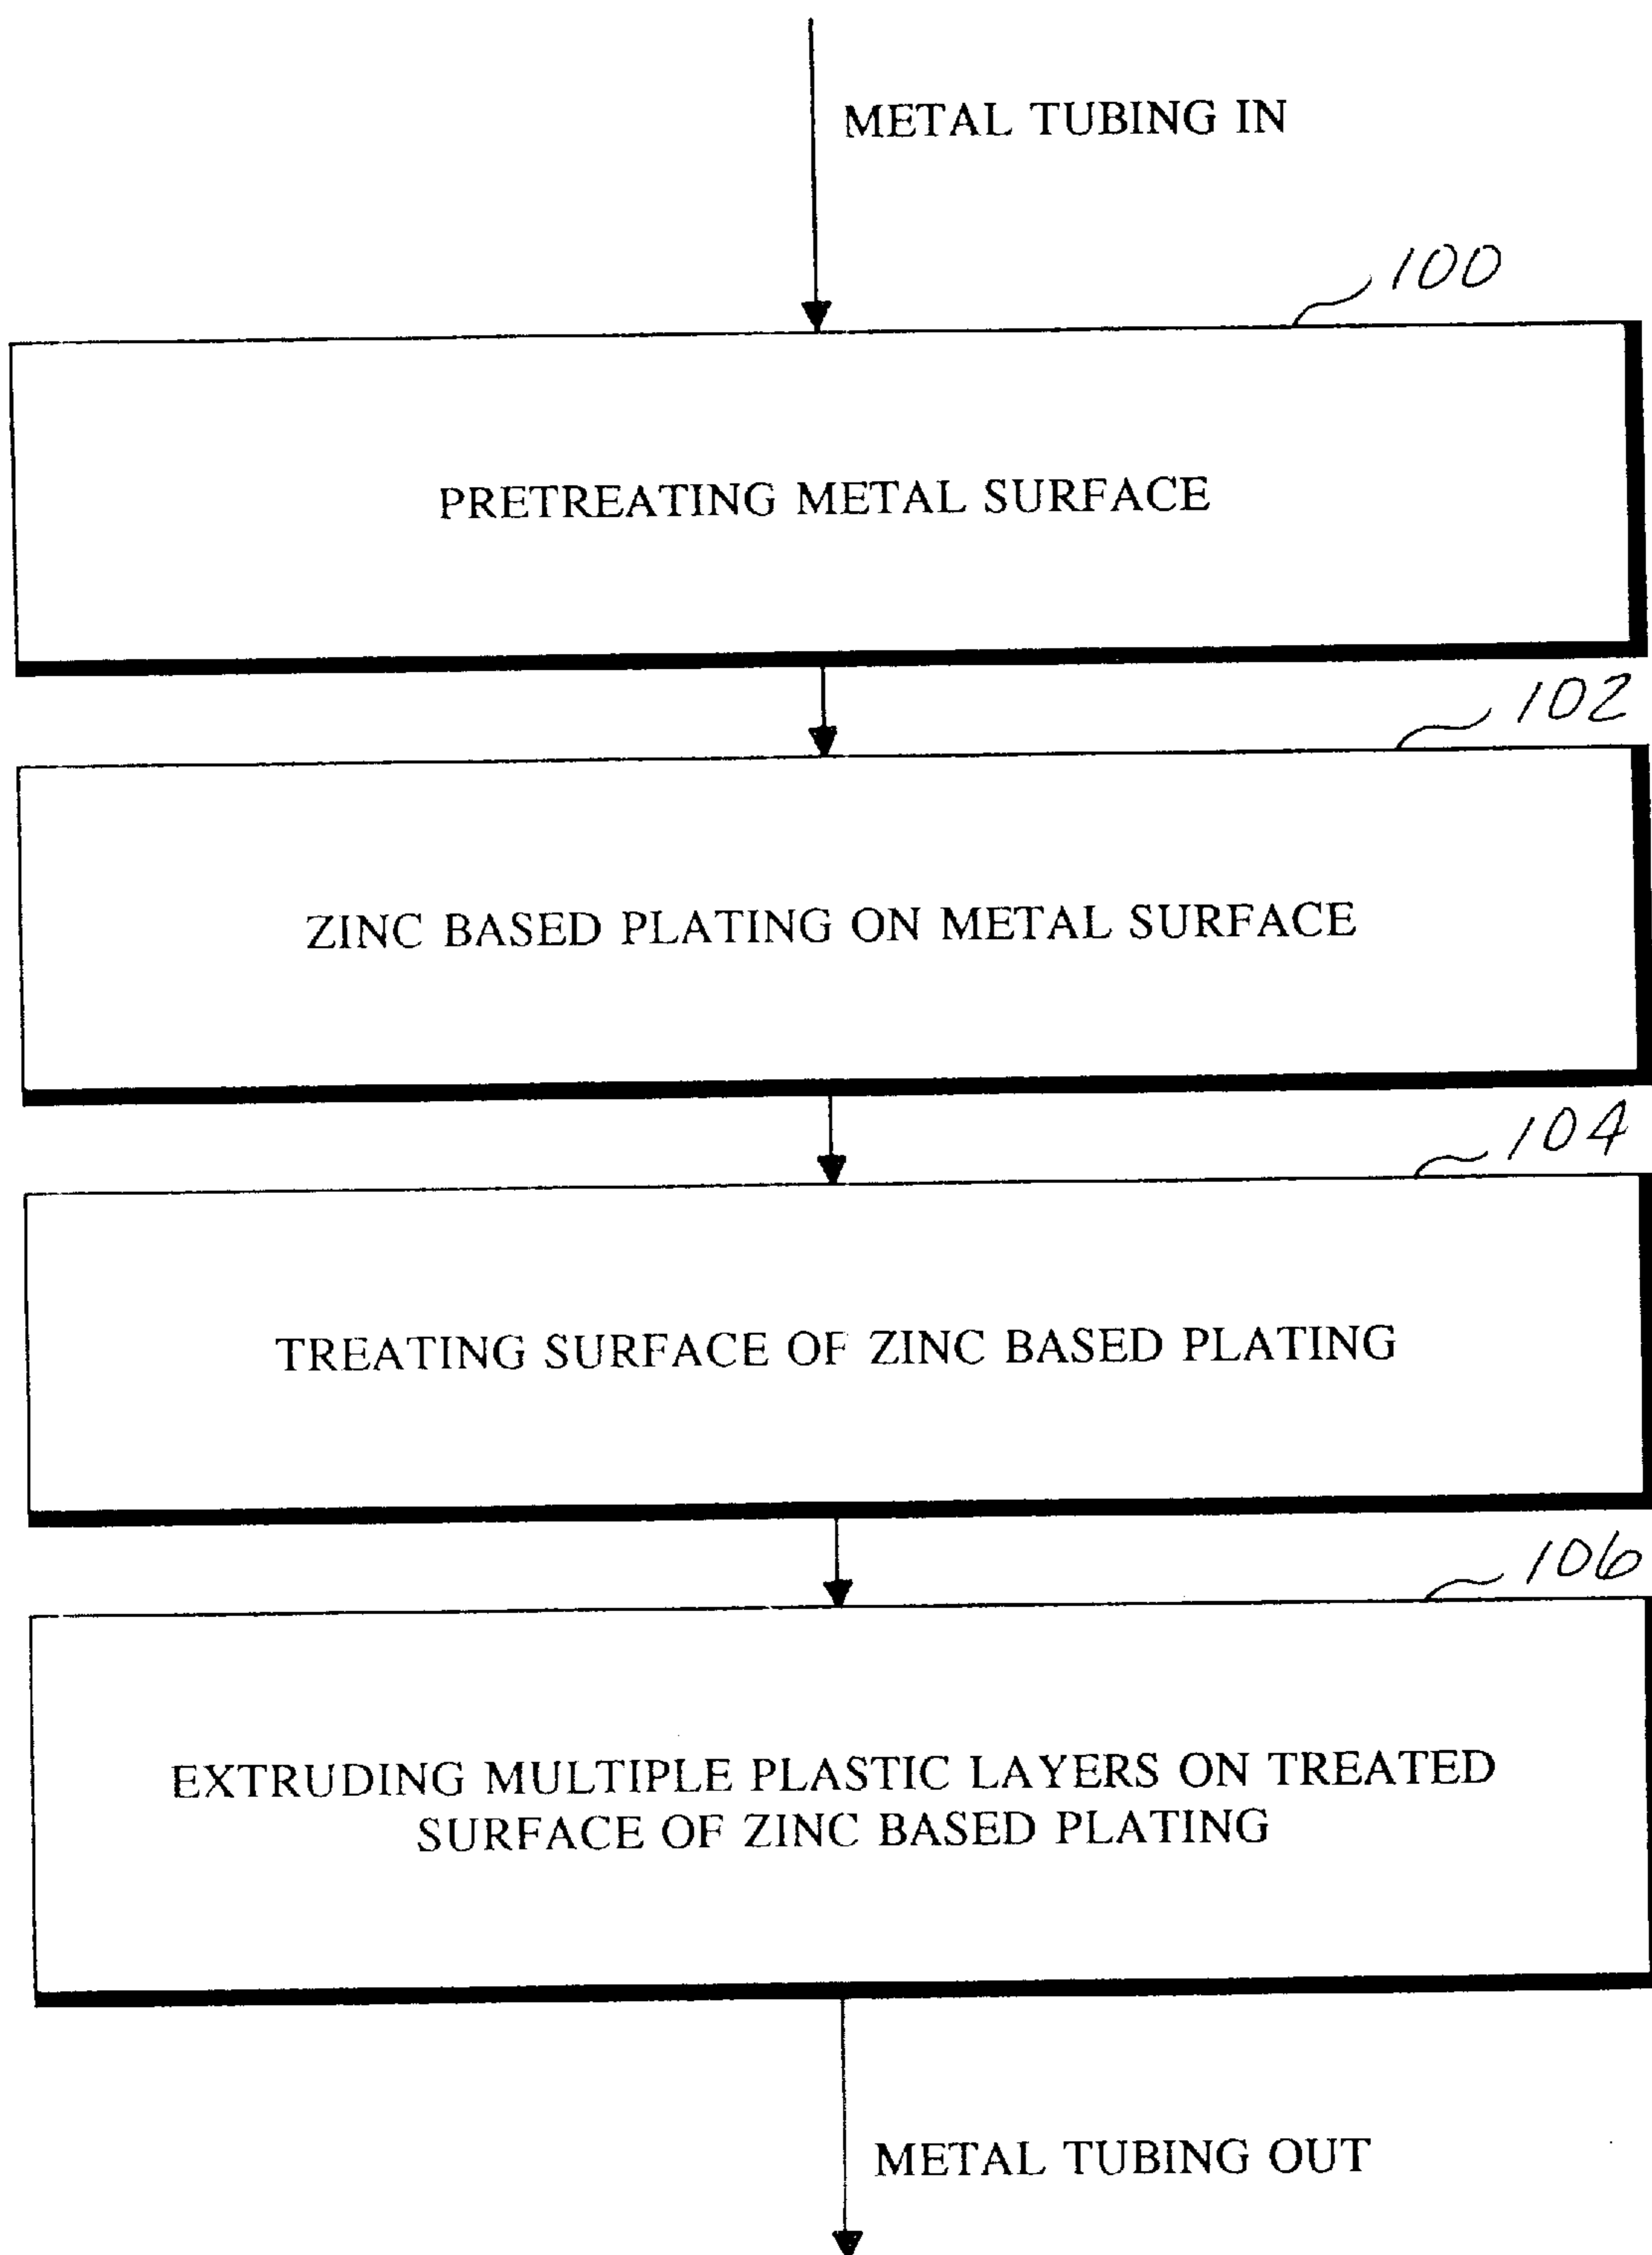 METAL TUBING IN
100
PRETREATING METAL SURFACE
102
ZINC BASED PLATING ON METAL SURFACE
104
TREATING SURFACE OF ZINC BASED PLATING
106
EXTRUDING MULTIPLE PLASTIC LAYERS ON TREATED
SURFACE OF ZINC BASED PLATING
METAL TUBING OUT